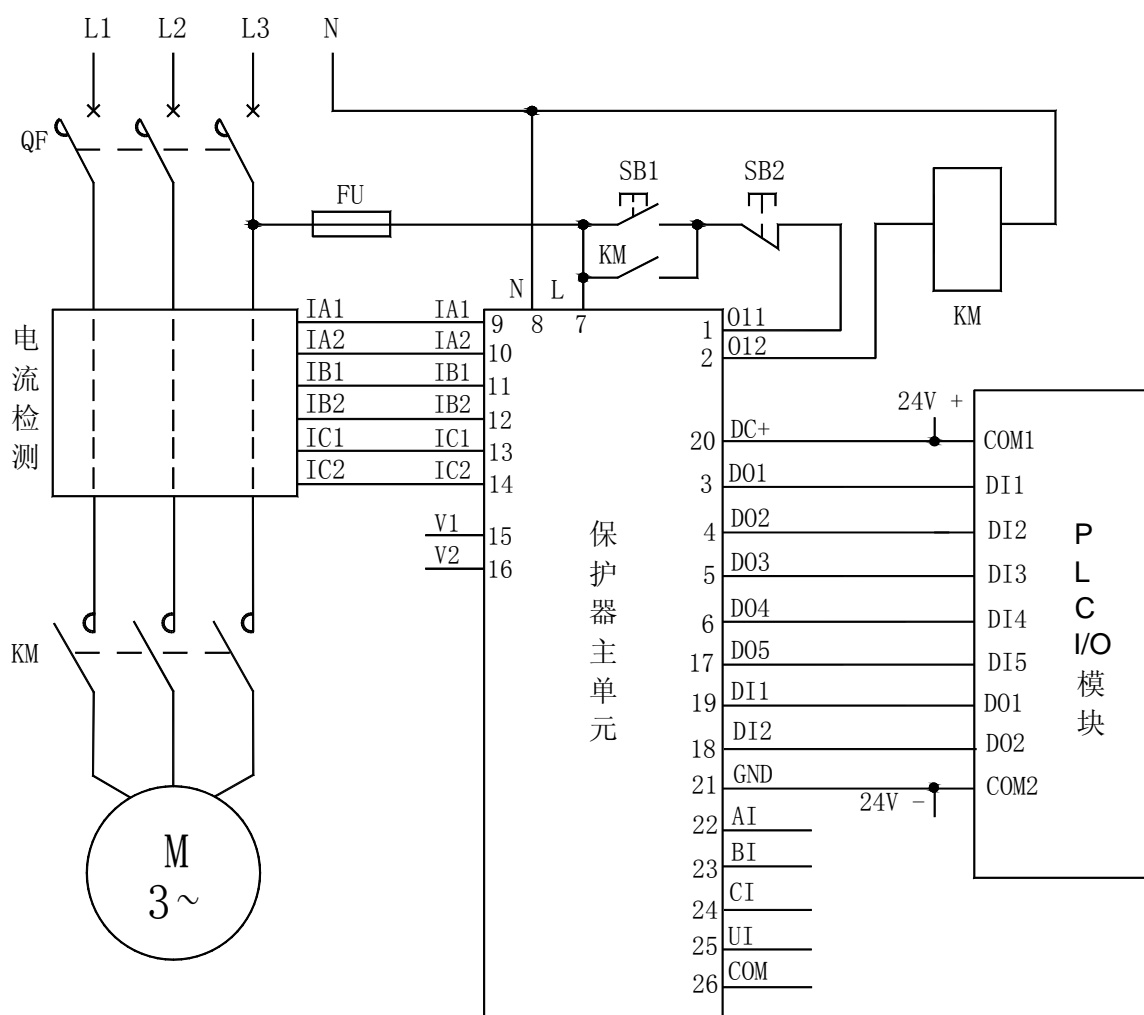 L1 L2 L3 N
QF
FU
SB1
SB2
KM
KM
N L
8 7
电流检测
IA1 IA1 9
IA2 IA2 10
IB1 IB1 11
IB2 IB2 12
IC1 IC1 13
IC2 IC2 14
V1 15
V2 16
保护器主单元
1 O11
2 O12
24V +
20 DC+ COM1
3 DO1 DI1
4 DO2 DI2
5 DO3 DI3
6 DO4 DI4
17 DO5 DI5
19 DI1 DO1
18 DI2 DO2
21 GND COM2
24V -
22 AI
23 BI
24 CI
25 UI
26 COM
PLC
I/O
模块
KM
M
3~